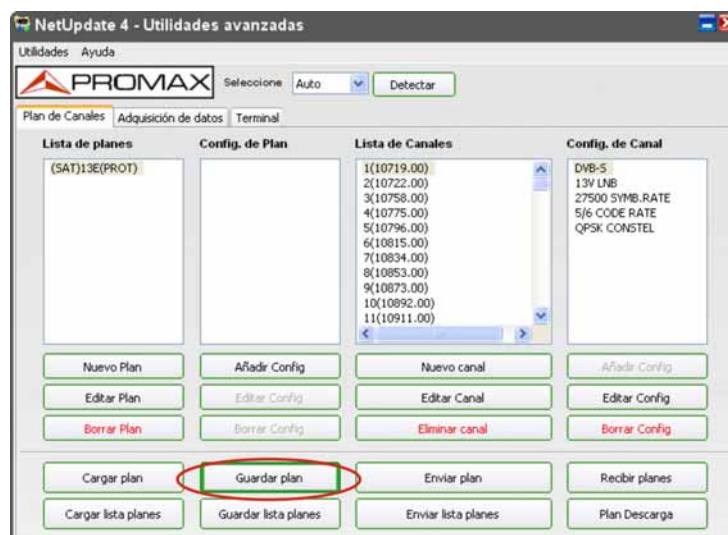 NetUpdate 4 - Utilidades avanzadas
Utilidades Ayuda
PROMAX Seleccione Auto Detectar
Plan de Canales Adquisición de datos Terminal
Lista de planes Config. de Plan Lista de Canales Config. de Canal
(SAT)13E(PROT) 1(10719.00) DVB-S
2(10722.00) 13V LNB
3(10758.00) 27500 SYMB.RATE
4(10775.00) 5/6 CODE RATE
5(10796.00) QPSK CONSTEL
6(10815.00)
7(10834.00)
8(10853.00)
9(10873.00)
10(10892.00)
11(10911.00)
Nuevo Plan Añadir Config Nuevo canal Añadir Config
Editar Plan Editar Config Editar Canal Editar Config
Borrar Plan Borrar Config Eliminar canal Borrar Config
Cargar plan Guardar plan Enviar plan Recibir planes
Cargar lista planes Guardar lista planes Enviar lista planes Plan Descarga